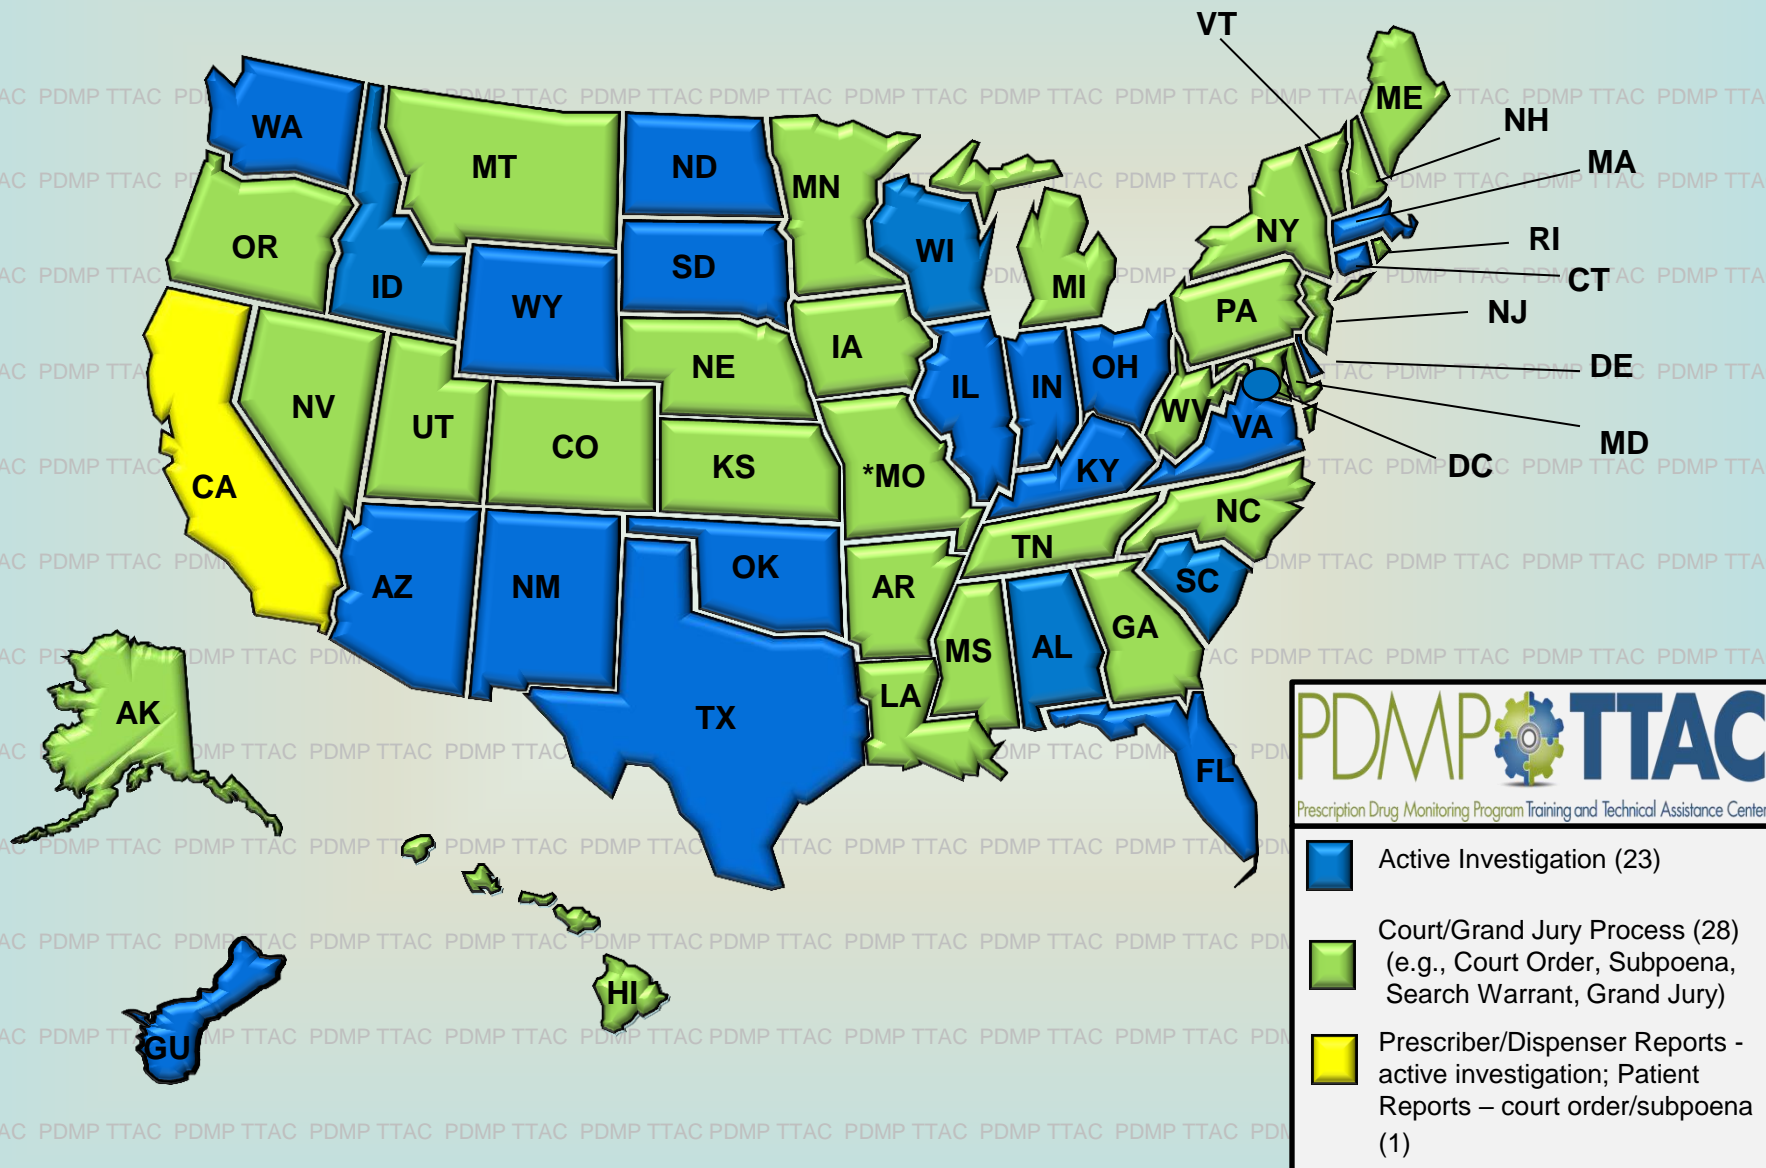 VT
ME
NH
WA
MA
MT
ND
MN
NY
RI
OR
WI
SD
CT
ID
MI
WY
PA
NJ
IA
OH
DE
NE
IL
IN
NV
WV
UT
VA
MD
CO
KS
*MO
KY
DC
CA
NC
TN
OK
SC
AZ
NM
AR
GA
MS
AL
LA
AK
TX
FL
HI
GU
PDMP TTAC
Prescription Drug Monitoring Program Training and Technical Assistance Center
Active Investigation (23)
Court/Grand Jury Process (28)
(e.g., Court Order, Subpoena,
Search Warrant, Grand Jury)
Prescriber/Dispenser Reports -
active investigation; Patient
Reports – court order/subpoena
(1)